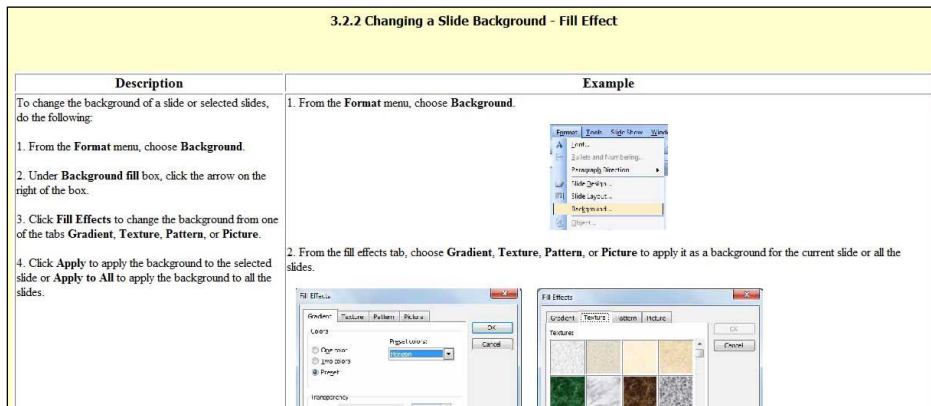 3.2.2 Changing a Slide Background - Fill Effect
Description
To change the background of a slide or selected slides,
do the following:
1. From the Format menu, choose Background.
2. Under Background fill box, click the arrow on the
right of the box.
3. Click Fill Effects to change the background from one
of the tabs Gradient, Texture, Pattern, or Picture.
4. Click Apply to apply the background to the selected
slide or Apply to All to apply the background to all the
slides.
Example
1. From the Format menu, choose Background.
Format Tools Slide Show Windo
Font...
Bullets and Numbering...
Paragraph Direction
Slide Design...
Slide Layout...
Background...
Object...
2. From the fill effects tab, choose Gradient, Texture, Pattern, or Picture to apply it as a background for the current slide or all the
slides.
Fill Effects
Gradient Texture Pattern Picture
Colors
OK
Cancel
One color
Two colors
Preset
Preset colors:
Horizon
Transparency
Fill Effects
Gradient Texture Pattern Picture
Texture:
OK
Cancel